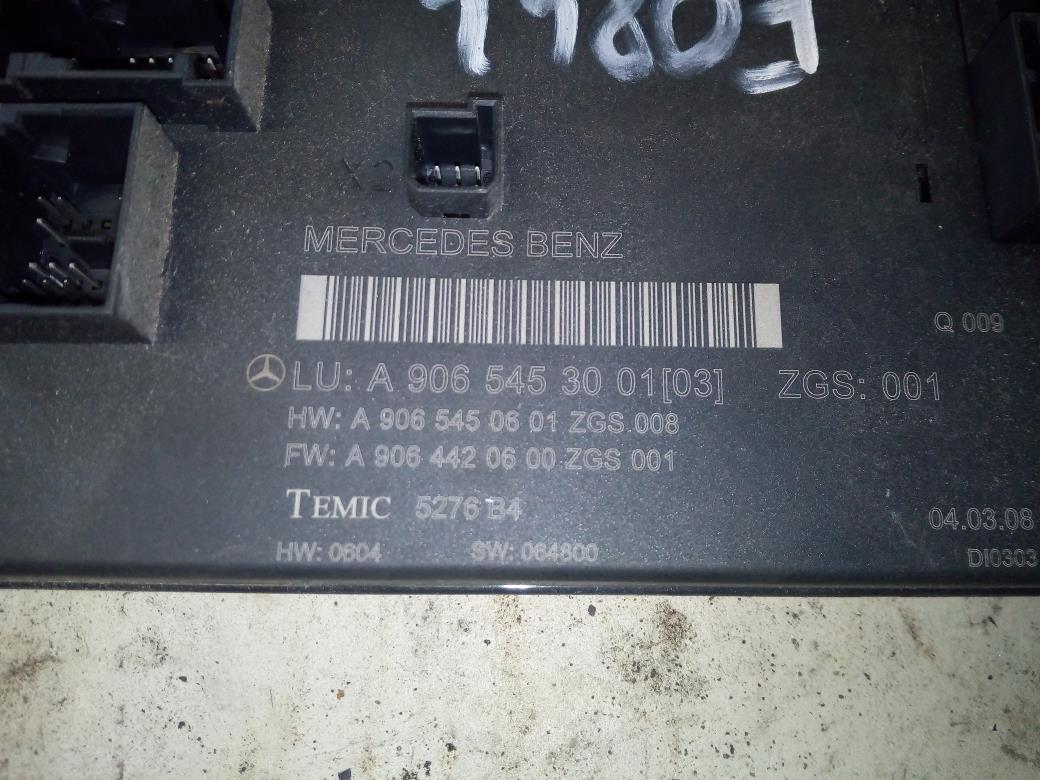 X2
MERCEDES BENZ
Q 009
LU: A 906 545 30 01[03] ZGS: 001
HW: A 906 545 06 01 ZGS.008
FW: A 906 442 06 00 ZGS 001
TEMIC 5276 B4
04.03.08
HW: 0604 SW: 064800
DI0303